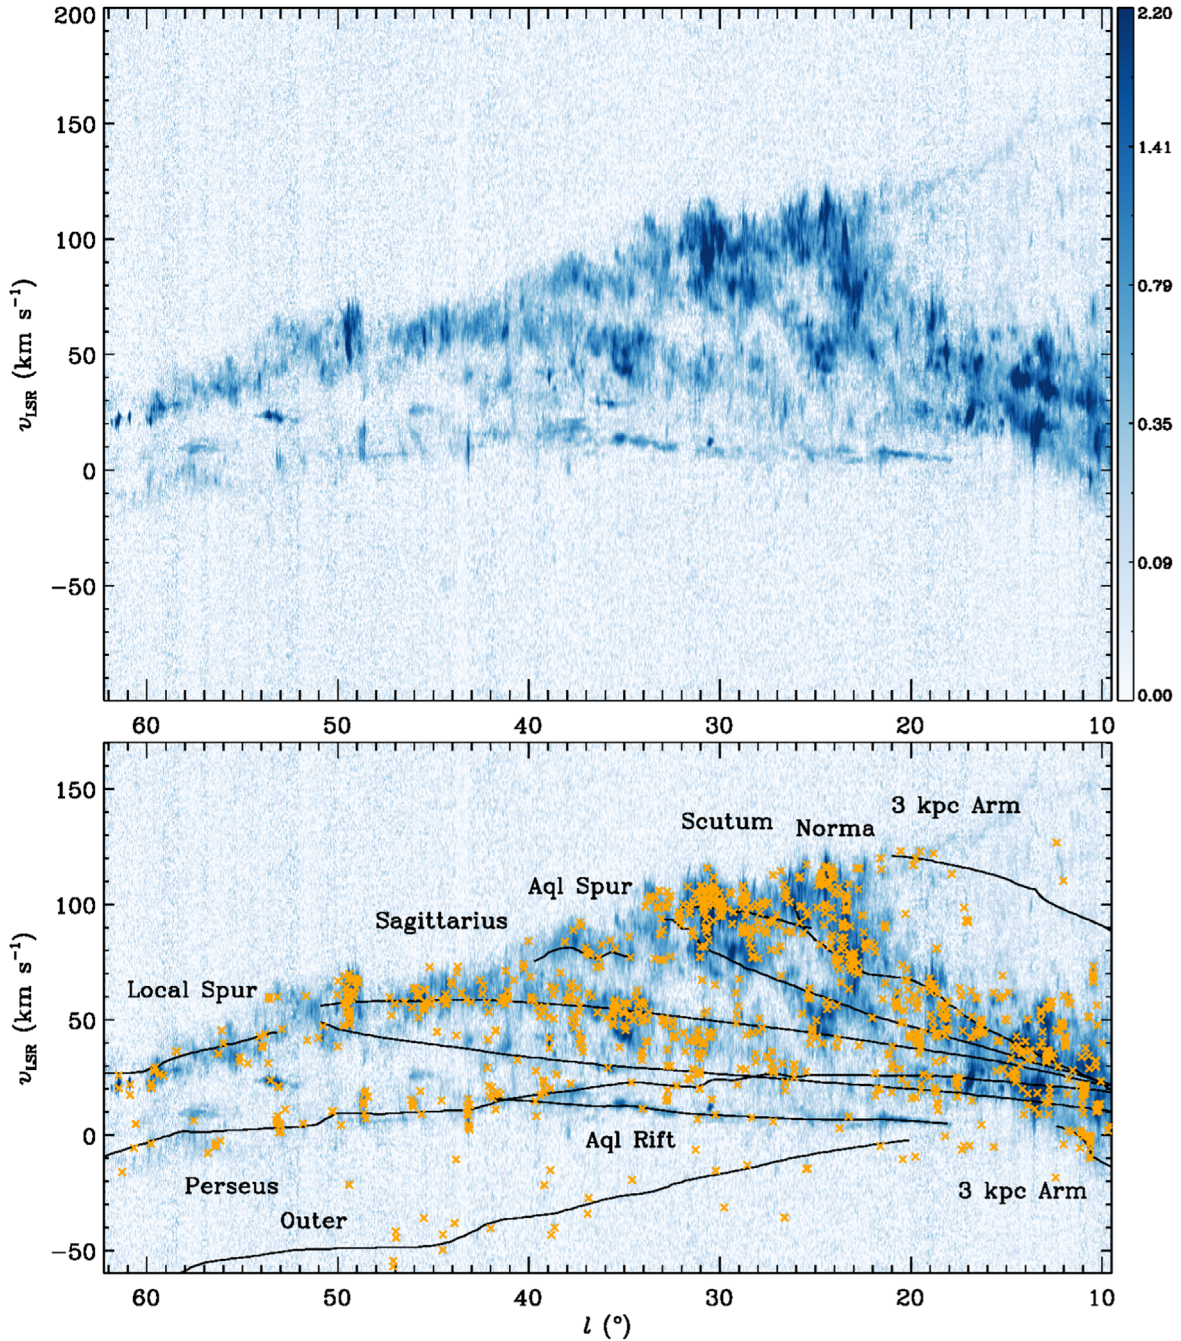 200
150
100
50
0
−50
v_LSR (km s⁻¹)
60
50
40
30
20
10
2.20
1.41
0.79
0.35
0.09
0.00
150
100
50
0
−50
v_LSR (km s⁻¹)
3 kpc Arm
Scutum
Norma
Aql Spur
Sagittarius
Local Spur
Aql Rift
Perseus
3 kpc Arm
Outer
60
50
40
30
20
10
l (°)